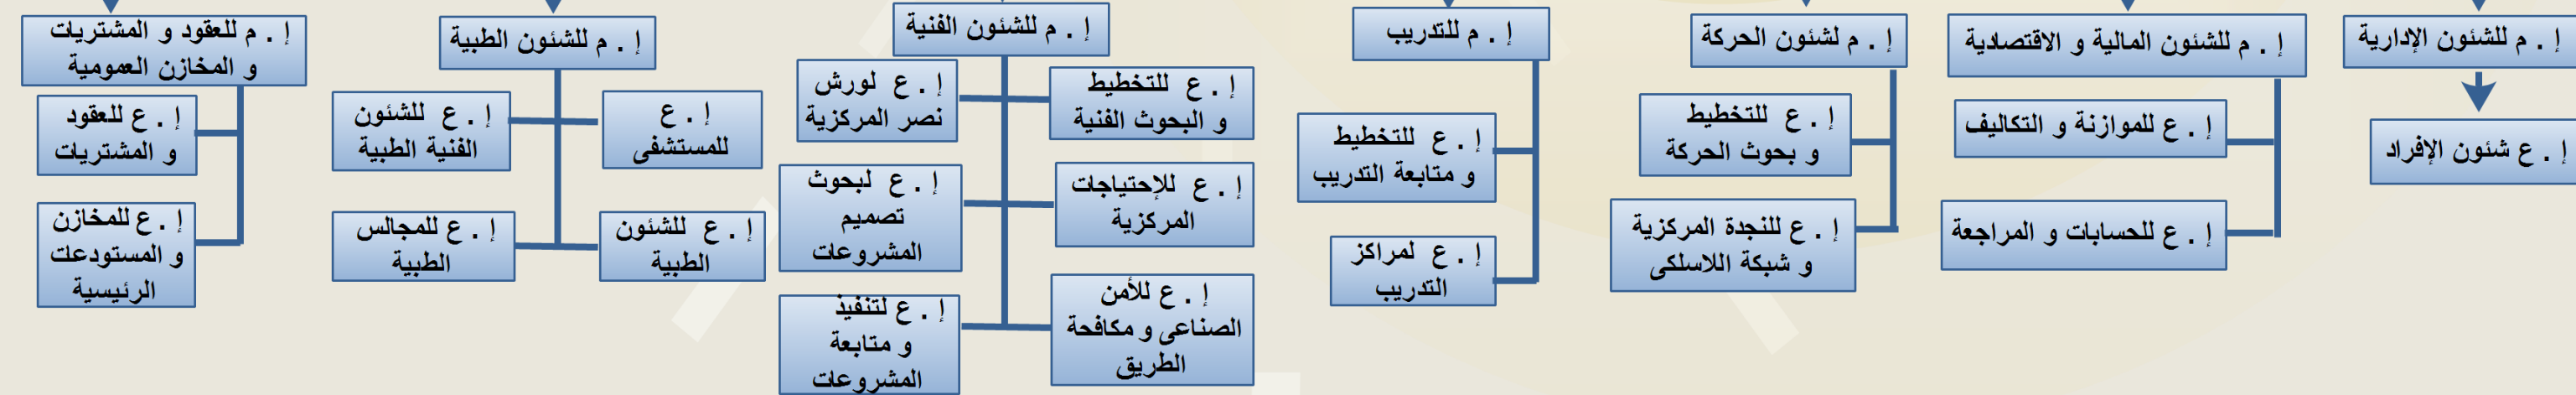 إ . م للشئون الإدارية
إ . ع شئون الإفراد
إ . م للشئون المالية و الاقتصادية
إ . ع للموازنة و التكاليف
إ . ع للحسابات و المراجعة
إ . م لشئون الحركة
إ . ع للتخطيط
و بحوث الحركة
إ . ع للنجدة المركزية
و شبكة اللاسلكى
إ . م للتدريب
إ . ع للتخطيط
و متابعة التدريب
إ . ع لمراكز
التدريب
إ . م للشئون الفنية
إ . ع للتخطيط
و البحوث الفنية
إ . ع لورش
نصر المركزية
إ . ع للإحتياجات
المركزية
إ . ع لبحوث
تصميم
المشروعات
إ . ع للأمن
الصناعى و مكافحة
الطريق
إ . ع لتنفيذ
و متابعة
المشروعات
إ . م للشئون الطبية
إ . ع
للمستشفى
إ . ع للشئون
الفنية الطبية
إ . ع للشئون
الطبية
إ . ع للمجالس
الطبية
إ . م للعقود و المشتريات
و المخازن العمومية
إ . ع للعقود
و المشتريات
إ . ع للمخازن
و المستودعات
الرئيسية